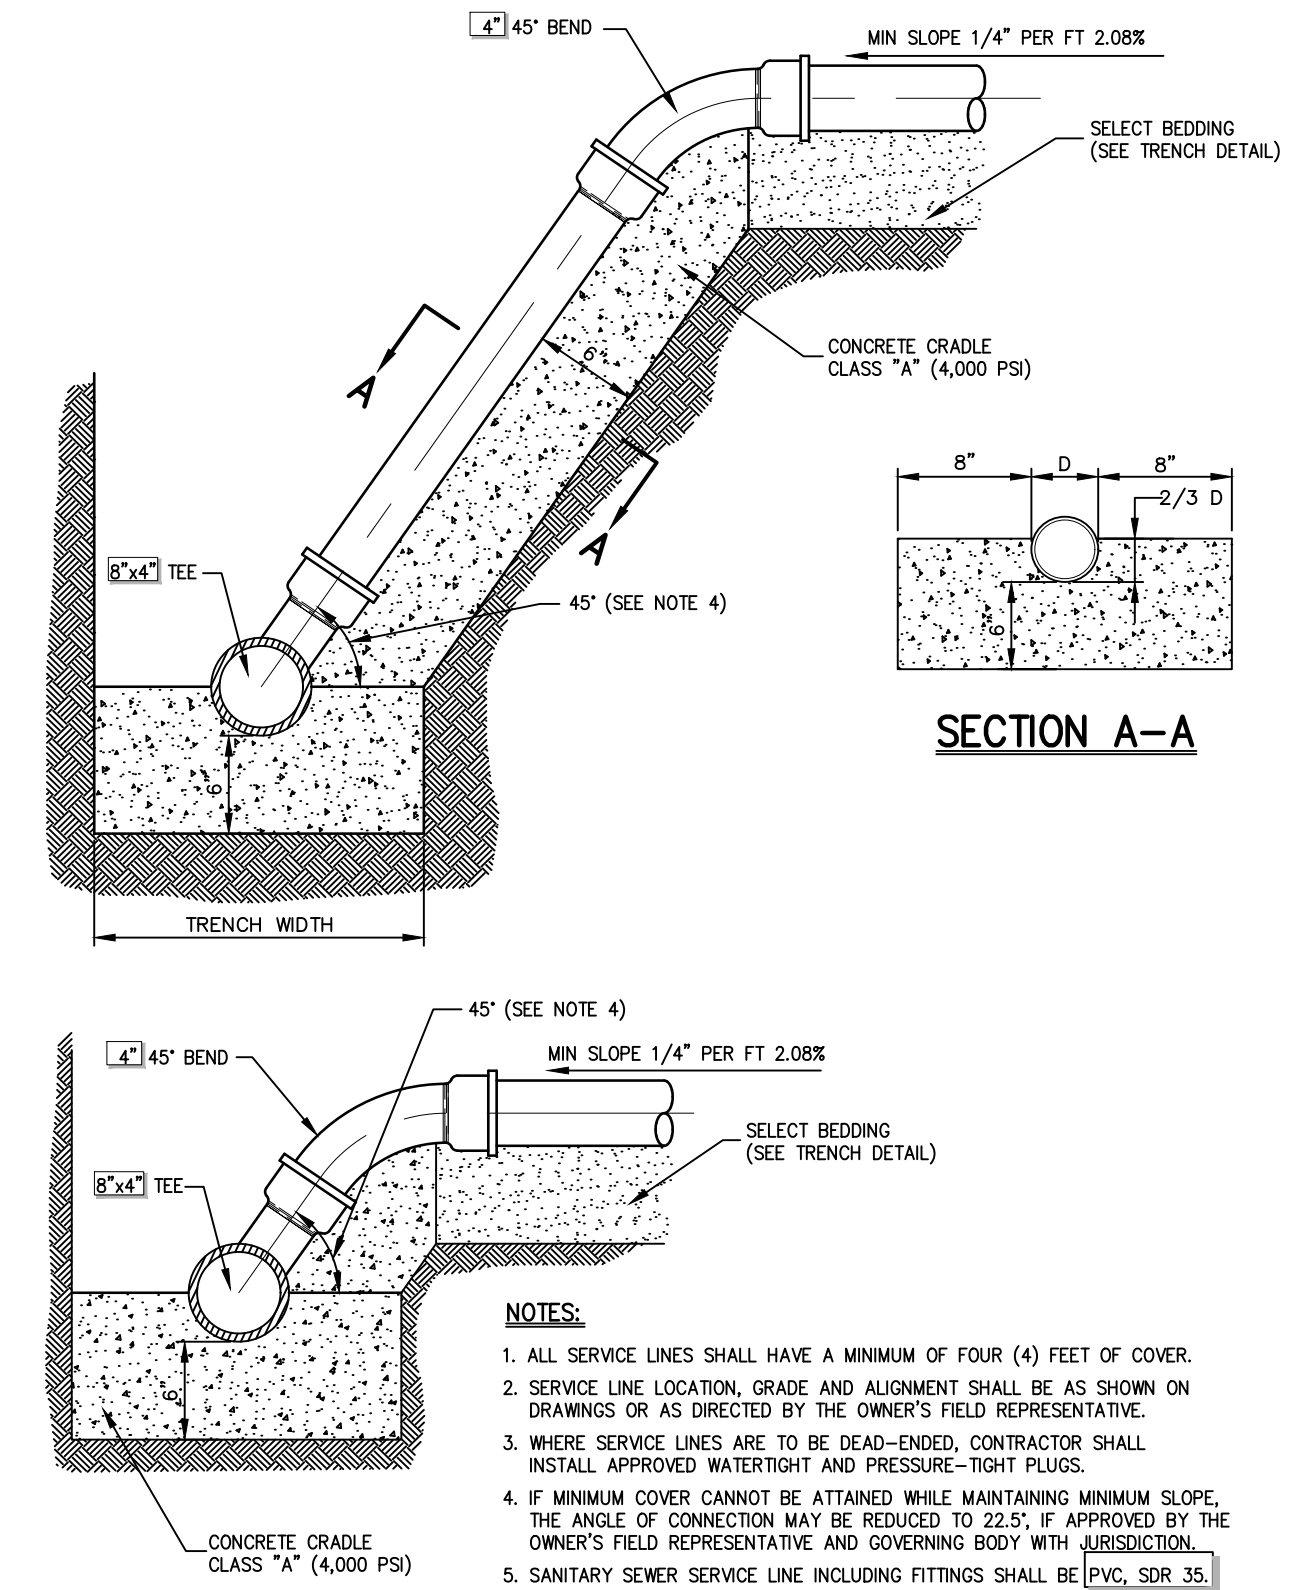 4" 45° BEND
MIN SLOPE 1/4" PER FT 2.08%
SELECT BEDDING
(SEE TRENCH DETAIL)
CONCRETE CRADLE
CLASS "A" (4,000 PSI)
6"
A
A
8"x4" TEE
45° (SEE NOTE 4)
6"
TRENCH WIDTH
8"
D
8"
2/3 D
6"
SECTION A-A
45° (SEE NOTE 4)
4" 45° BEND
MIN SLOPE 1/4" PER FT 2.08%
SELECT BEDDING
(SEE TRENCH DETAIL)
8"x4" TEE
6"
CONCRETE CRADLE
CLASS "A" (4,000 PSI)
NOTES:
1. ALL SERVICE LINES SHALL HAVE A MINIMUM OF FOUR (4) FEET OF COVER.
2. SERVICE LINE LOCATION, GRADE AND ALIGNMENT SHALL BE AS SHOWN ON
DRAWINGS OR AS DIRECTED BY THE OWNER'S FIELD REPRESENTATIVE.
3. WHERE SERVICE LINES ARE TO BE DEAD-ENDED, CONTRACTOR SHALL
INSTALL APPROVED WATERTIGHT AND PRESSURE-TIGHT PLUGS.
4. IF MINIMUM COVER CANNOT BE ATTAINED WHILE MAINTAINING MINIMUM SLOPE,
THE ANGLE OF CONNECTION MAY BE REDUCED TO 22.5°, IF APPROVED BY THE
OWNER'S FIELD REPRESENTATIVE AND GOVERNING BODY WITH JURISDICTION.
5. SANITARY SEWER SERVICE LINE INCLUDING FITTINGS SHALL BE PVC, SDR 35.